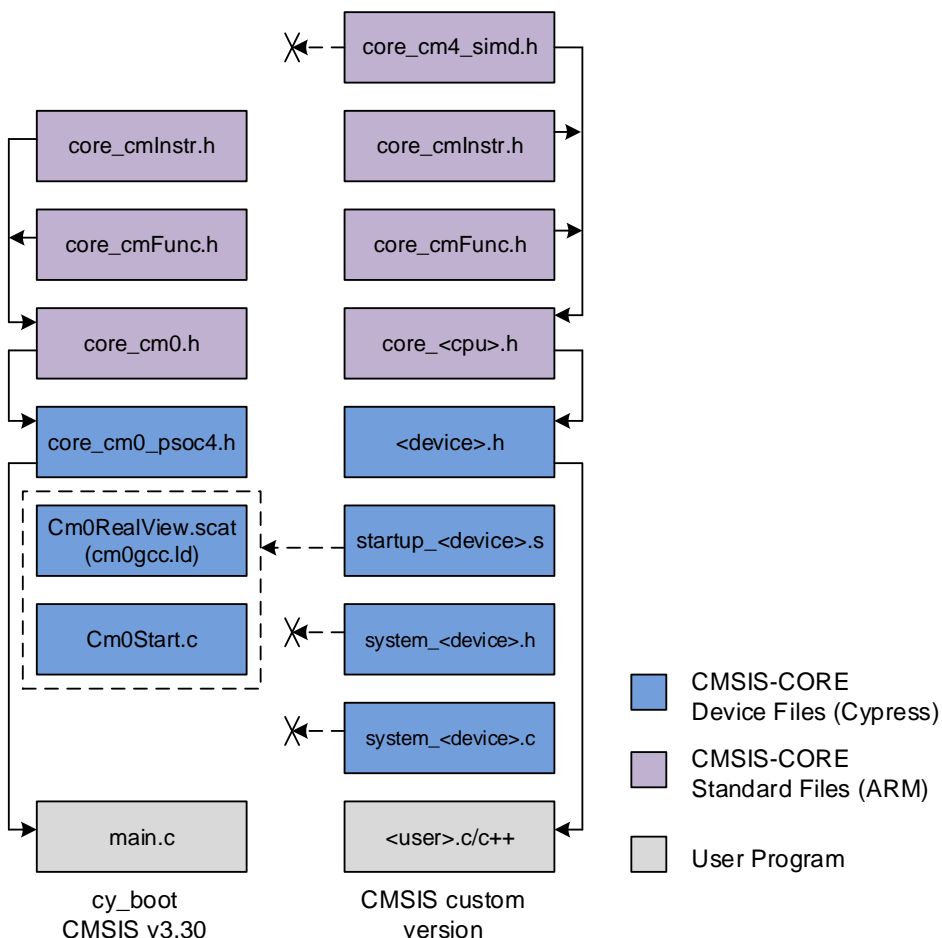 core_cm4_simd.h
core_cmInstr.h
core_cmInstr.h
core_cmFunc.h
core_cmFunc.h
core_cm0.h
core_<cpu>.h
core_cm0_psoc4.h
<device>.h
Cm0RealView.scat
(cm0gcc.ld)
startup_<device>.s
Cm0Start.c
system_<device>.h
system_<device>.c
main.c
<user>.c/c++
cy_boot
CMSIS v3.30
CMSIS custom
version
CMSIS-CORE
Device Files (Cypress)
CMSIS-CORE
Standard Files (ARM)
User Program